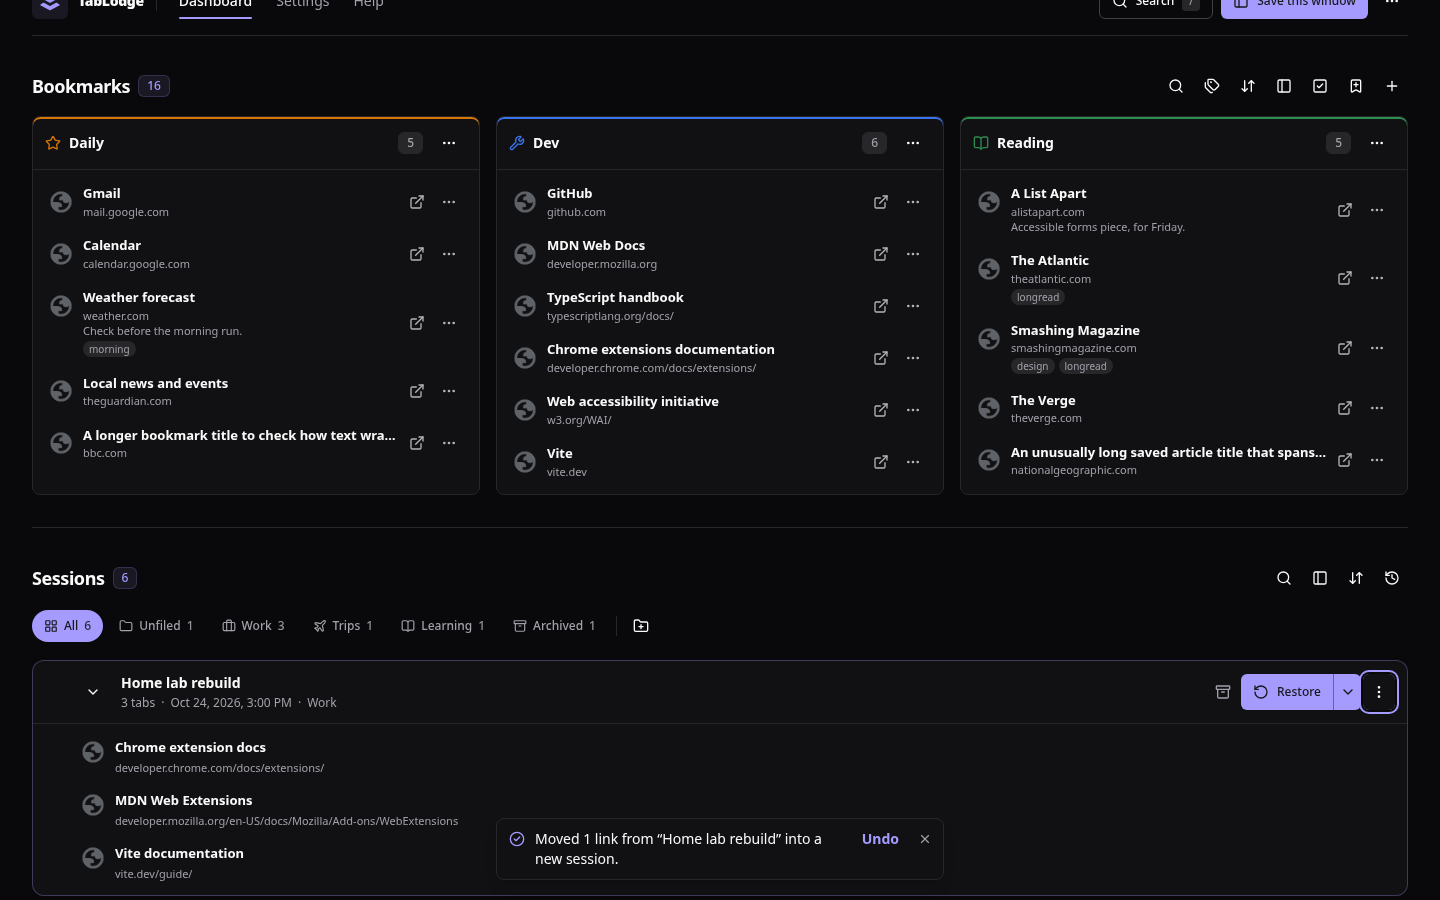 TabLodge
Dashboard
Settings
Help
Search /
Save this window
Bookmarks 16
Daily 5
Gmail
mail.google.com
Calendar
calendar.google.com
Weather forecast
weather.com
Check before the morning run.
morning
Local news and events
theguardian.com
A longer bookmark title to check how text wra...
bbc.com
Dev 6
GitHub
github.com
MDN Web Docs
developer.mozilla.org
TypeScript handbook
typescriptlang.org/docs/
Chrome extensions documentation
developer.chrome.com/docs/extensions/
Web accessibility initiative
w3.org/WAI/
Vite
vite.dev
Reading 5
A List Apart
alistapart.com
Accessible forms piece, for Friday.
The Atlantic
theatlantic.com
longread
Smashing Magazine
smashingmagazine.com
design longread
The Verge
theverge.com
An unusually long saved article title that spans...
nationalgeographic.com
Sessions 6
All 6
Unfiled 1
Work 3
Trips 1
Learning 1
Archived 1
Home lab rebuild
3 tabs · Oct 24, 2026, 3:00 PM · Work
Restore
Chrome extension docs
developer.chrome.com/docs/extensions/
MDN Web Extensions
developer.mozilla.org/en-US/docs/Mozilla/Add-ons/WebExtensions
Vite documentation
vite.dev/guide/
Moved 1 link from “Home lab rebuild” into a
new session.
Undo